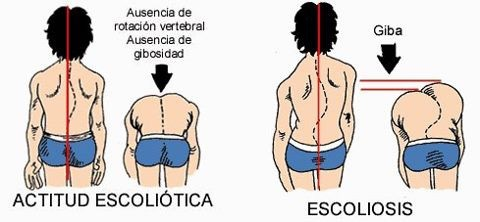 Ausencia de
rotación vertebral
Ausencia de
gibosidad
ACTITUD ESCOLIÓTICA
Giba
ESCOLIOSIS